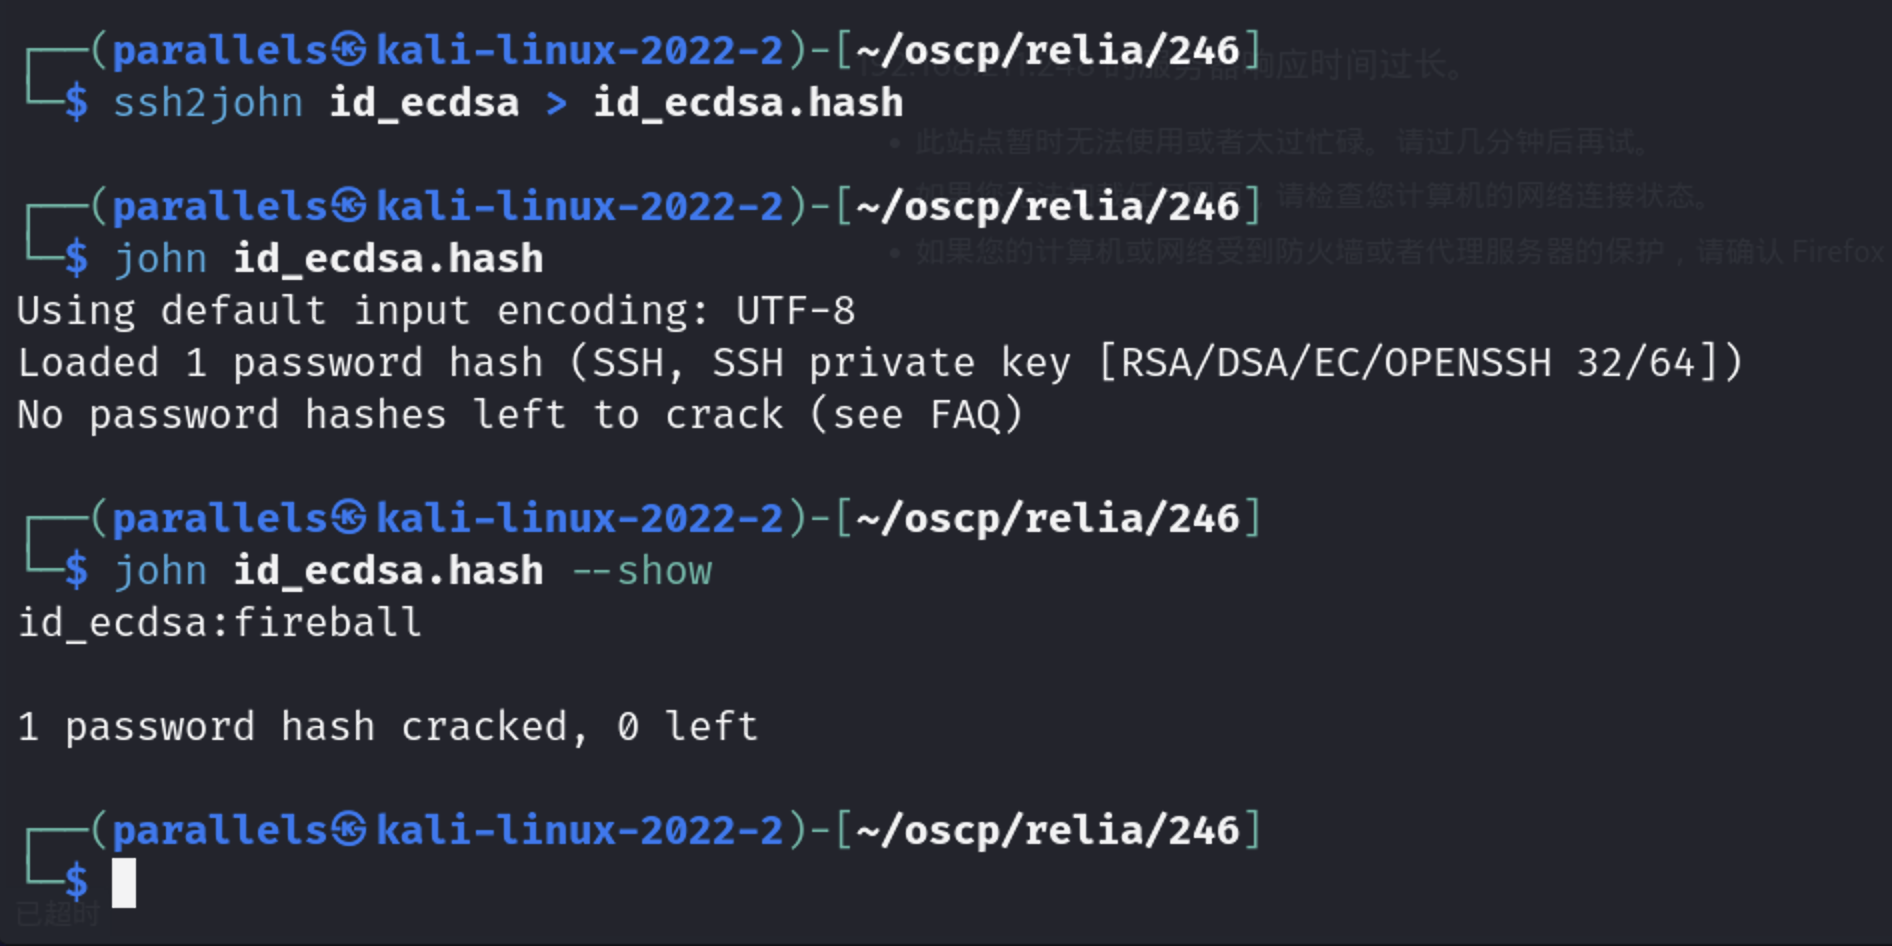 ┌──(parallels㉿kali-linux-2022-2)-[~/oscp/relia/246]
└─$ ssh2john id_ecdsa > id_ecdsa.hash
的服务器响应时间过长。
• 此站点暂时无法使用或者太过忙碌。请过几分钟后再试。
┌──(parallels㉿kali-linux-2022-2)-[~/oscp/relia/246]
请检查您计算机的网络连接状态。
└─$ john id_ecdsa.hash
• 如果您的计算机或网络受到防火墙或者代理服务器的保护，请确认 Firefox
Using default input encoding: UTF-8
Loaded 1 password hash (SSH, SSH private key [RSA/DSA/EC/OPENSSH 32/64])
No password hashes left to crack (see FAQ)
┌──(parallels㉿kali-linux-2022-2)-[~/oscp/relia/246]
└─$ john id_ecdsa.hash --show
id_ecdsa:fireball
1 password hash cracked, 0 left
┌──(parallels㉿kali-linux-2022-2)-[~/oscp/relia/246]
└─$
已超时